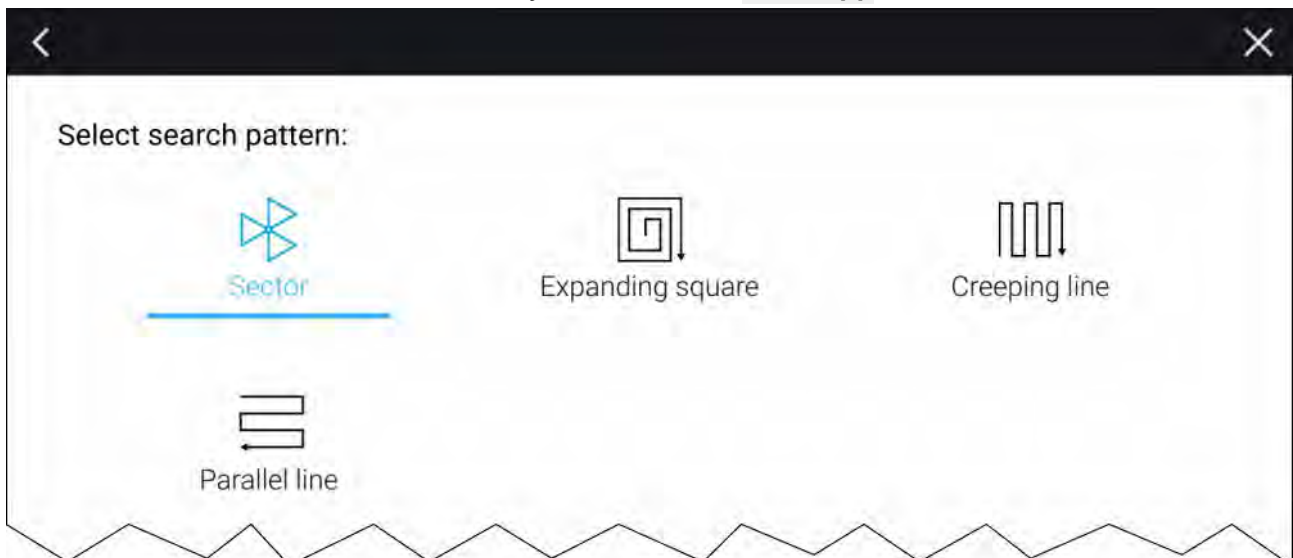 Select search pattern:
Sector
Expanding square
Creeping line
Parallel line